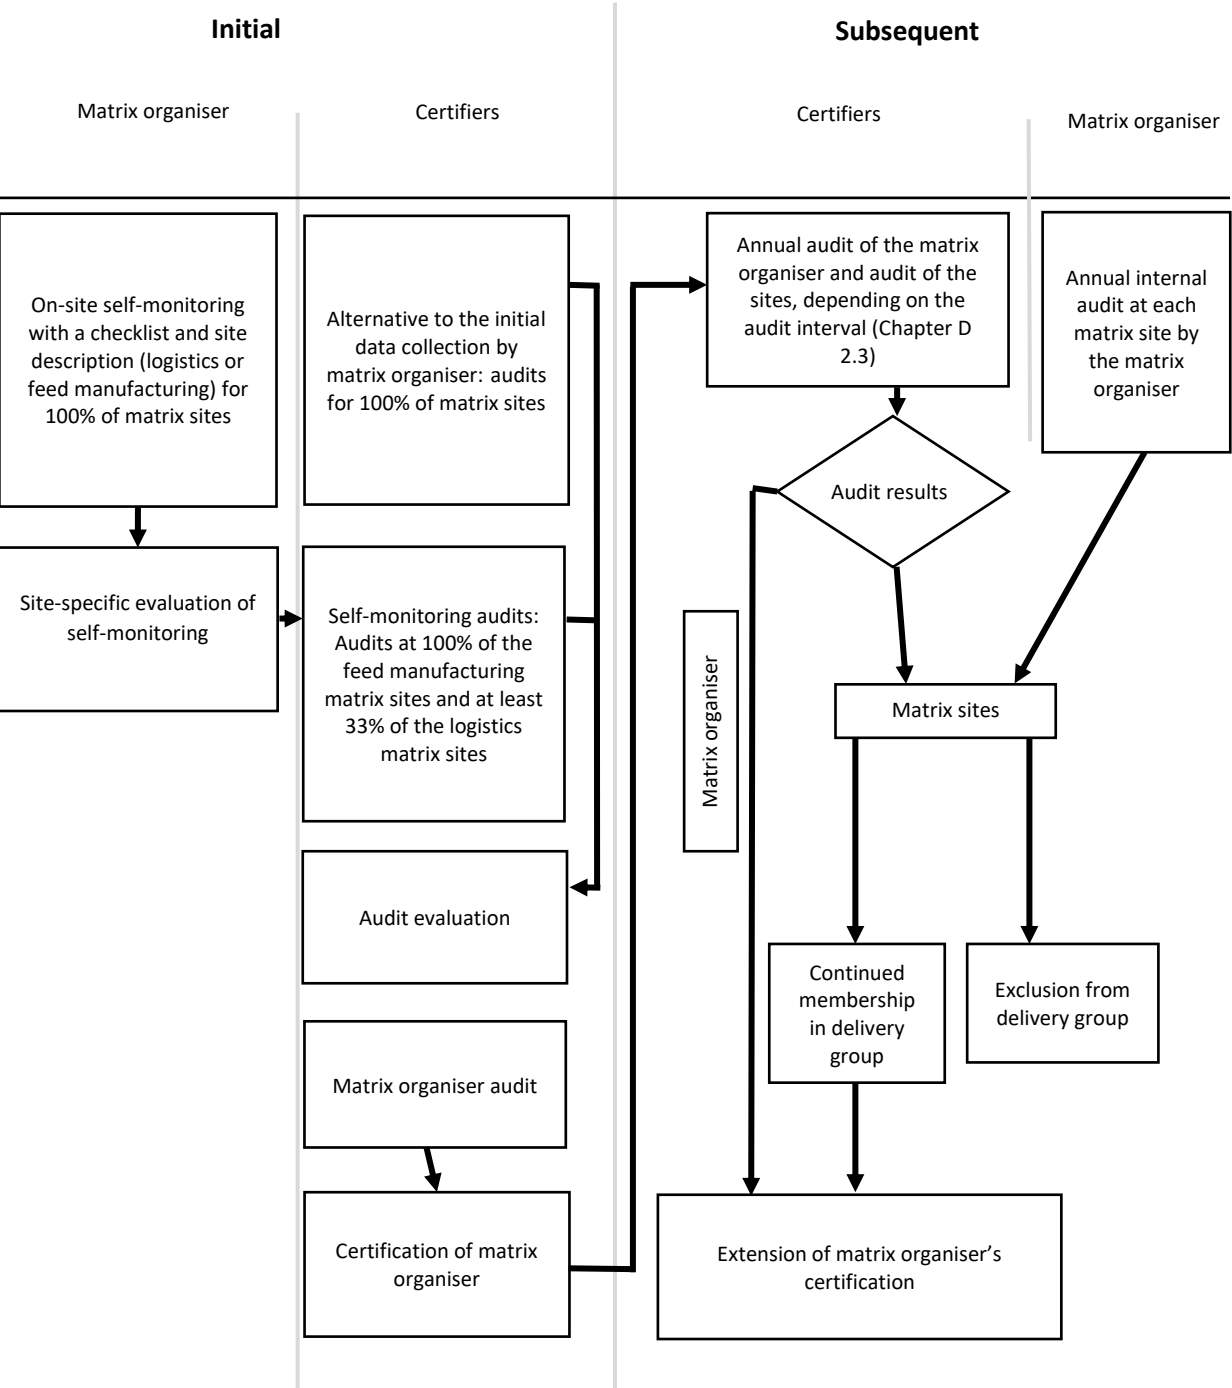 Initial
Subsequent
Matrix organiser
Certifiers
Certifiers
Matrix organiser
On-site self-monitoring
with a checklist and site
description (logistics or
feed manufacturing) for
100% of matrix sites
Alternative to the initial
data collection by
matrix organiser: audits
for 100% of matrix sites
Annual audit of the matrix
organiser and audit of the
sites, depending on the
audit interval (Chapter D
2.3)
Annual internal
audit at each
matrix site by
the matrix
organiser
Audit results
Site-specific evaluation of
self-monitoring
Self-monitoring audits:
Audits at 100% of the
feed manufacturing
matrix sites and at least
33% of the logistics
matrix sites
Matrix organiser
Matrix sites
Audit evaluation
Continued
membership
in delivery
group
Exclusion from
delivery group
Matrix organiser audit
Certification of matrix
organiser
Extension of matrix organiser’s
certification